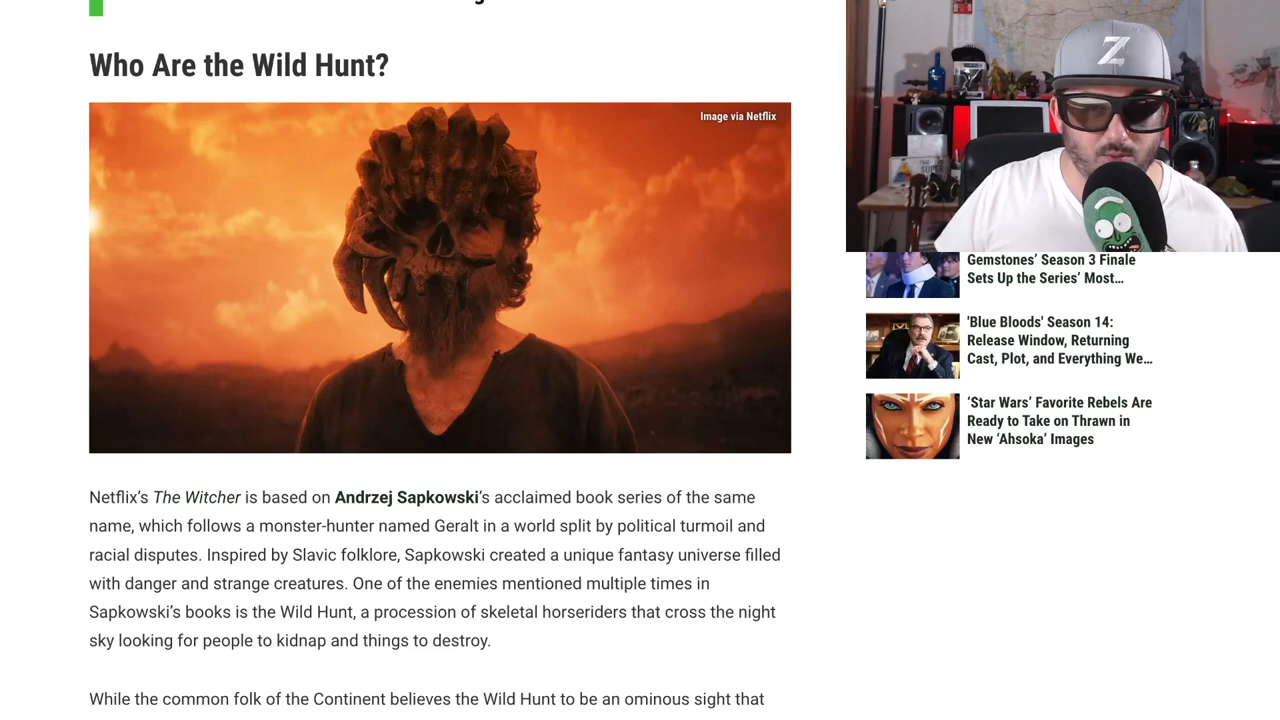 Who Are the Wild Hunt?
Image via Netflix
Z
Netflix’s The Witcher is based on Andrzej Sapkowski’s acclaimed book series of the same
name, which follows a monster-hunter named Geralt in a world split by political turmoil and
racial disputes. Inspired by Slavic folklore, Sapkowski created a unique fantasy universe filled
with danger and strange creatures. One of the enemies mentioned multiple times in
Sapkowski’s books is the Wild Hunt, a procession of skeletal horseriders that cross the night
sky looking for people to kidnap and things to destroy.
While the common folk of the Continent believes the Wild Hunt to be an ominous sight that
Gemstones’ Season 3 Finale
Sets Up the Series’ Most…
'Blue Bloods' Season 14:
Release Window, Returning
Cast, Plot, and Everything We…
‘Star Wars’ Favorite Rebels Are
Ready to Take on Thrawn in
New ‘Ahsoka’ Images